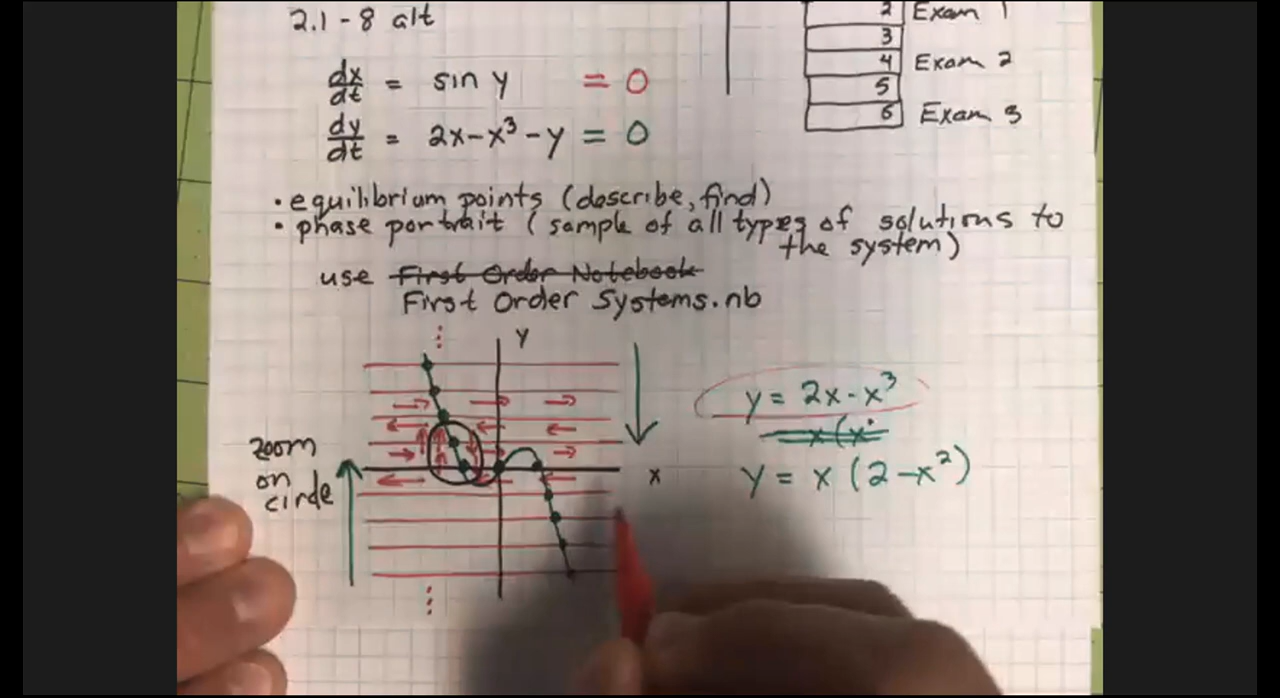 2.1 - 8 alt
2 Exam 1
3
4 Exam 2
5
6 Exam 3
dx/dt = sin y = 0
dy/dt = 2x-x³-y = 0
• equilibrium points (describe, find)
• phase portrait (sample of all types of solutions to
the system)
use First Order Notebook
First Order Systems.nb
y
x
zoom
on
circle
y = 2x-x³
y = x (2-x²)